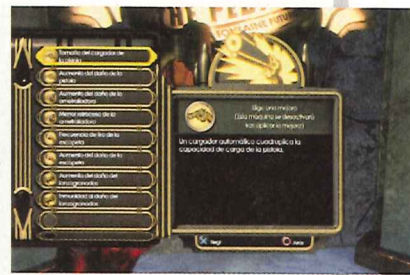 FONTAINE FUTUR
Tamaño del cargador de
la pistola
Aumento del daño de la
pistola
Aumento del daño de la
ametralladora
Menor retroceso de la
ametralladora
Frecuencia de tiro de la
escopeta
Aumento del daño de la
escopeta
Aumento del daño del
lanzagranadas
Inmunidad al daño del
lanzagranadas
Elige una mejora
(esta máquina se desactivará
tras aplicar la mejora)
Un cargador automático cuadruplica la
capacidad de carga de la pistola.
Elegir
Atrás